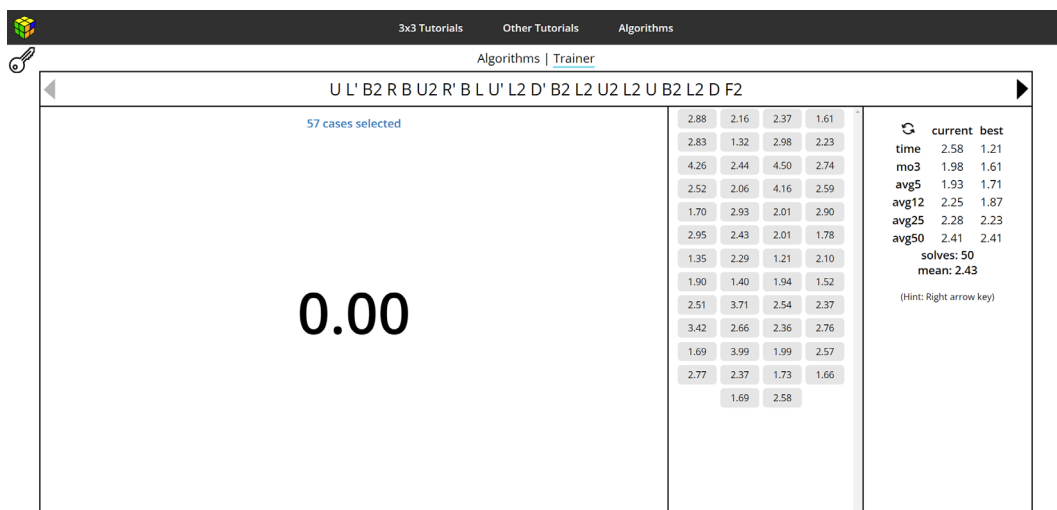 3x3 Tutorials Other Tutorials Algorithms
Algorithms | Trainer
U L' B2 R B U2 R' B L U' L2 D' B2 L2 U2 L2 U B2 L2 D F2
57 cases selected
0.00
2.88 2.16 2.37 1.61
2.83 1.32 2.98 2.23
4.26 2.44 4.50 2.74
2.52 2.06 4.16 2.59
1.70 2.93 2.01 2.90
2.95 2.43 2.01 1.78
1.35 2.29 1.21 2.10
1.90 1.40 1.94 1.52
2.51 3.71 2.54 2.37
3.42 2.66 2.36 2.76
1.69 3.99 1.99 2.57
2.77 2.37 1.73 1.66
1.69 2.58
current best
time 2.58 1.21
mo3 1.98 1.61
avg5 1.93 1.71
avg12 2.25 1.87
avg25 2.28 2.23
avg50 2.41 2.41
solves: 50
mean: 2.43
(Hint: Right arrow key)